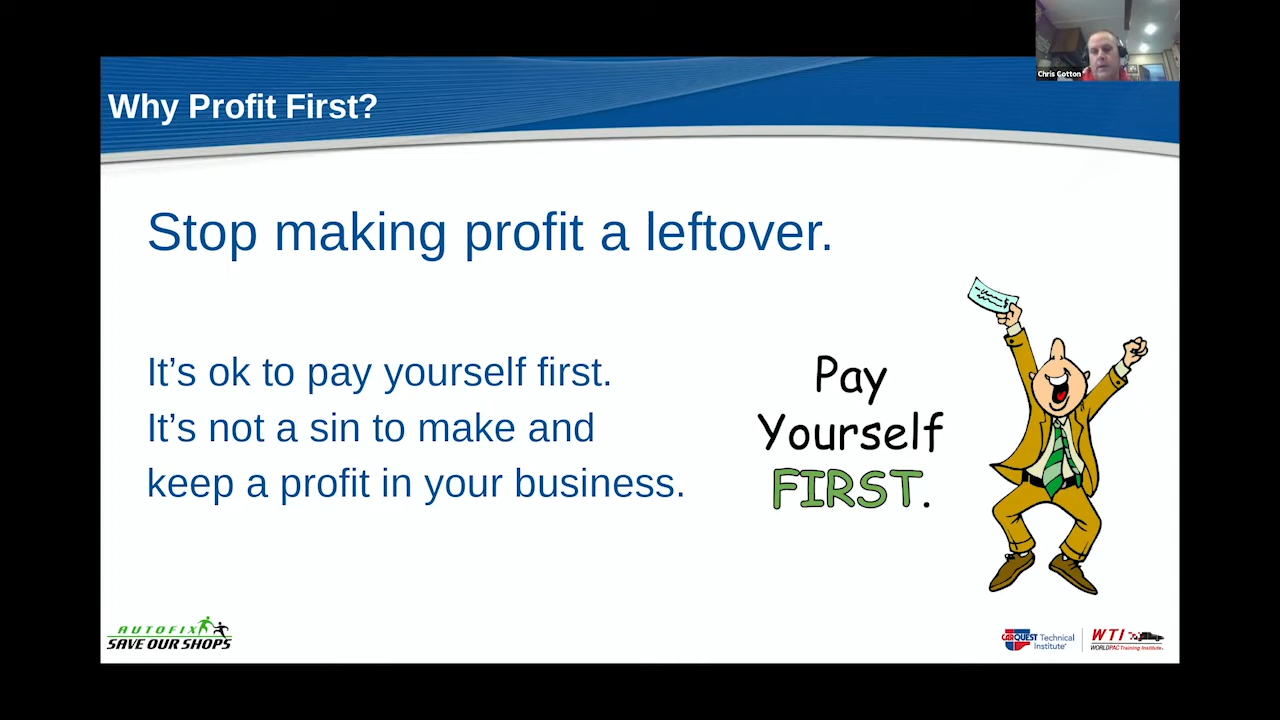 Chris Cotton
Why Profit First?
Stop making profit a leftover.
It’s ok to pay yourself first.
It’s not a sin to make and
keep a profit in your business.
Pay
Yourself
FIRST.
AUTOFIX
SAVE OUR SHOPS
CARQUEST Technical
Institute
WTI
WORLDPAC Training Institute.